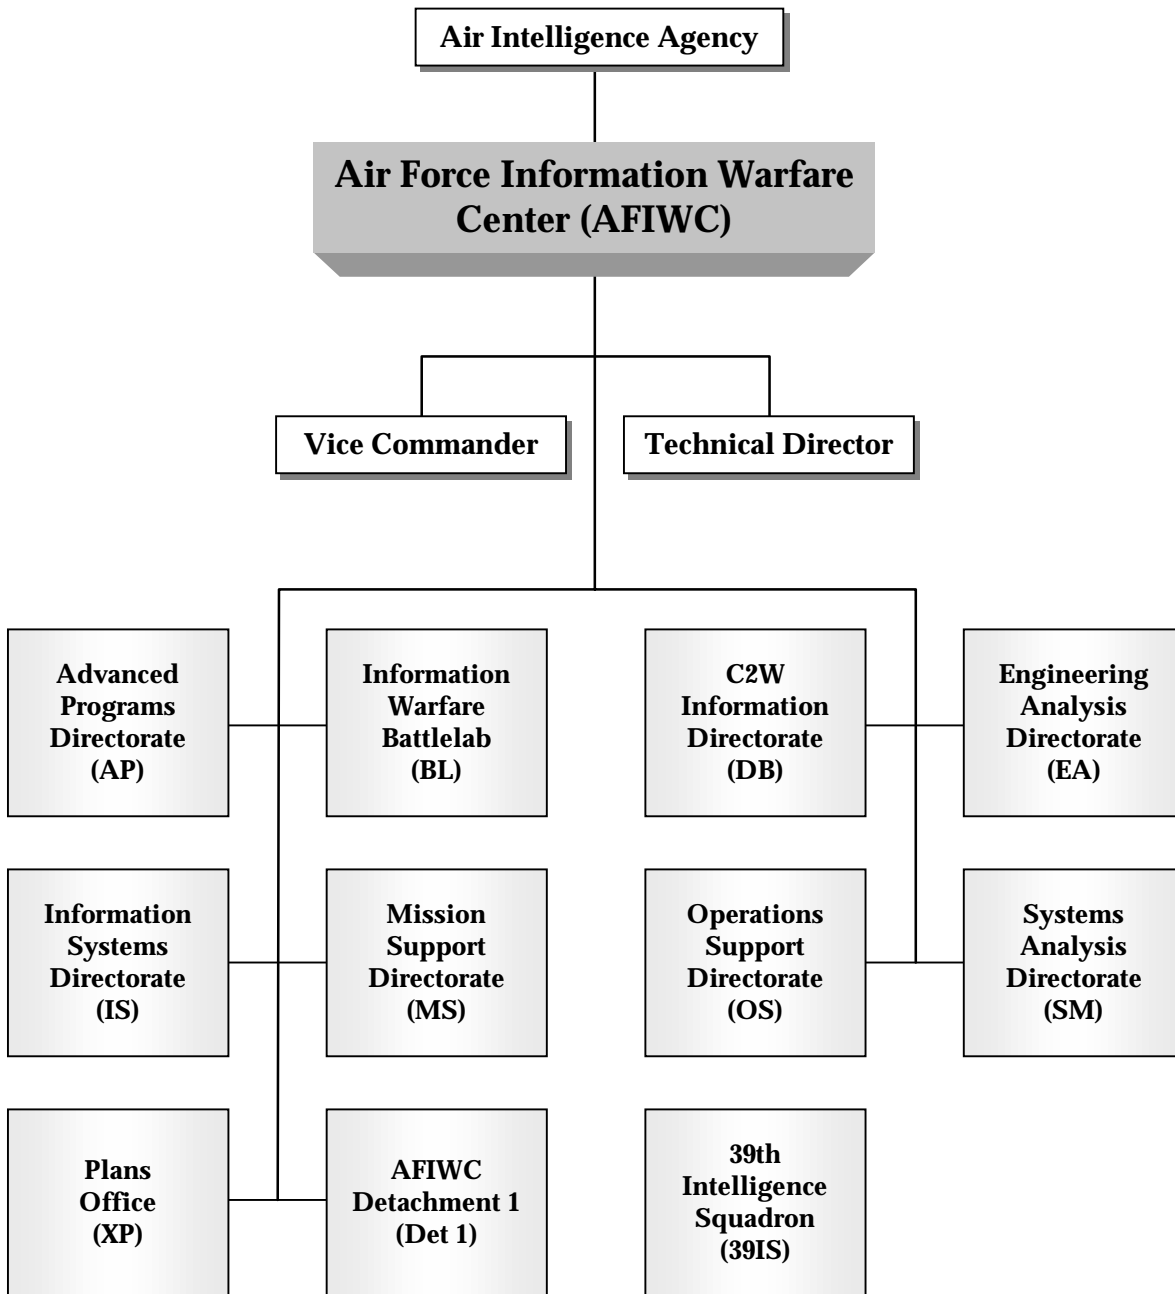 Air Intelligence Agency
Air Force Information Warfare
Center (AFIWC)
Vice Commander
Technical Director
Advanced
Programs
Directorate
(AP)
Information
Warfare
Battlelab
(BL)
C2W
Information
Directorate
(DB)
Engineering
Analysis
Directorate
(EA)
Information
Systems
Directorate
(IS)
Mission
Support
Directorate
(MS)
Operations
Support
Directorate
(OS)
Systems
Analysis
Directorate
(SM)
Plans
Office
(XP)
AFIWC
Detachment 1
(Det 1)
39th
Intelligence
Squadron
(39IS)